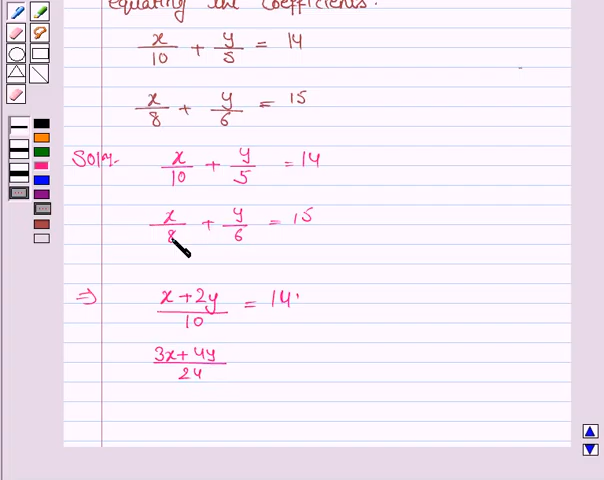 equating the coefficients.
x/10 + y/5 = 14
x/8 + y/6 = 15
Soln- x/10 + y/5 = 14
x/8 + y/6 = 15
⇒ x+2y/10 = 14
3x+4y/24